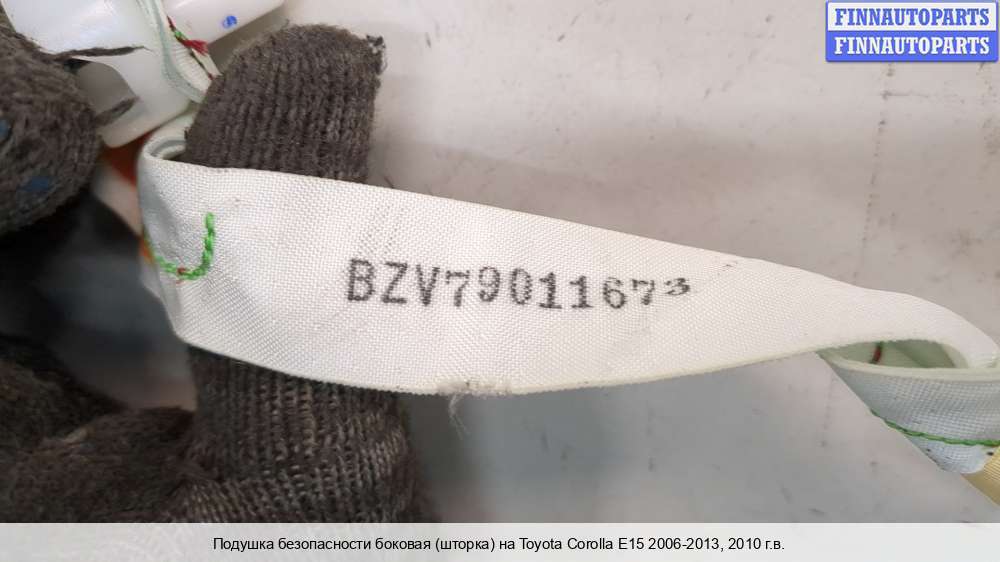 FINNAUTOPARTS
FINNAUTOPARTS
BZV79011673
Подушка безопасности боковая (шторка) на Toyota Corolla E15 2006-2013, 2010 г.в.